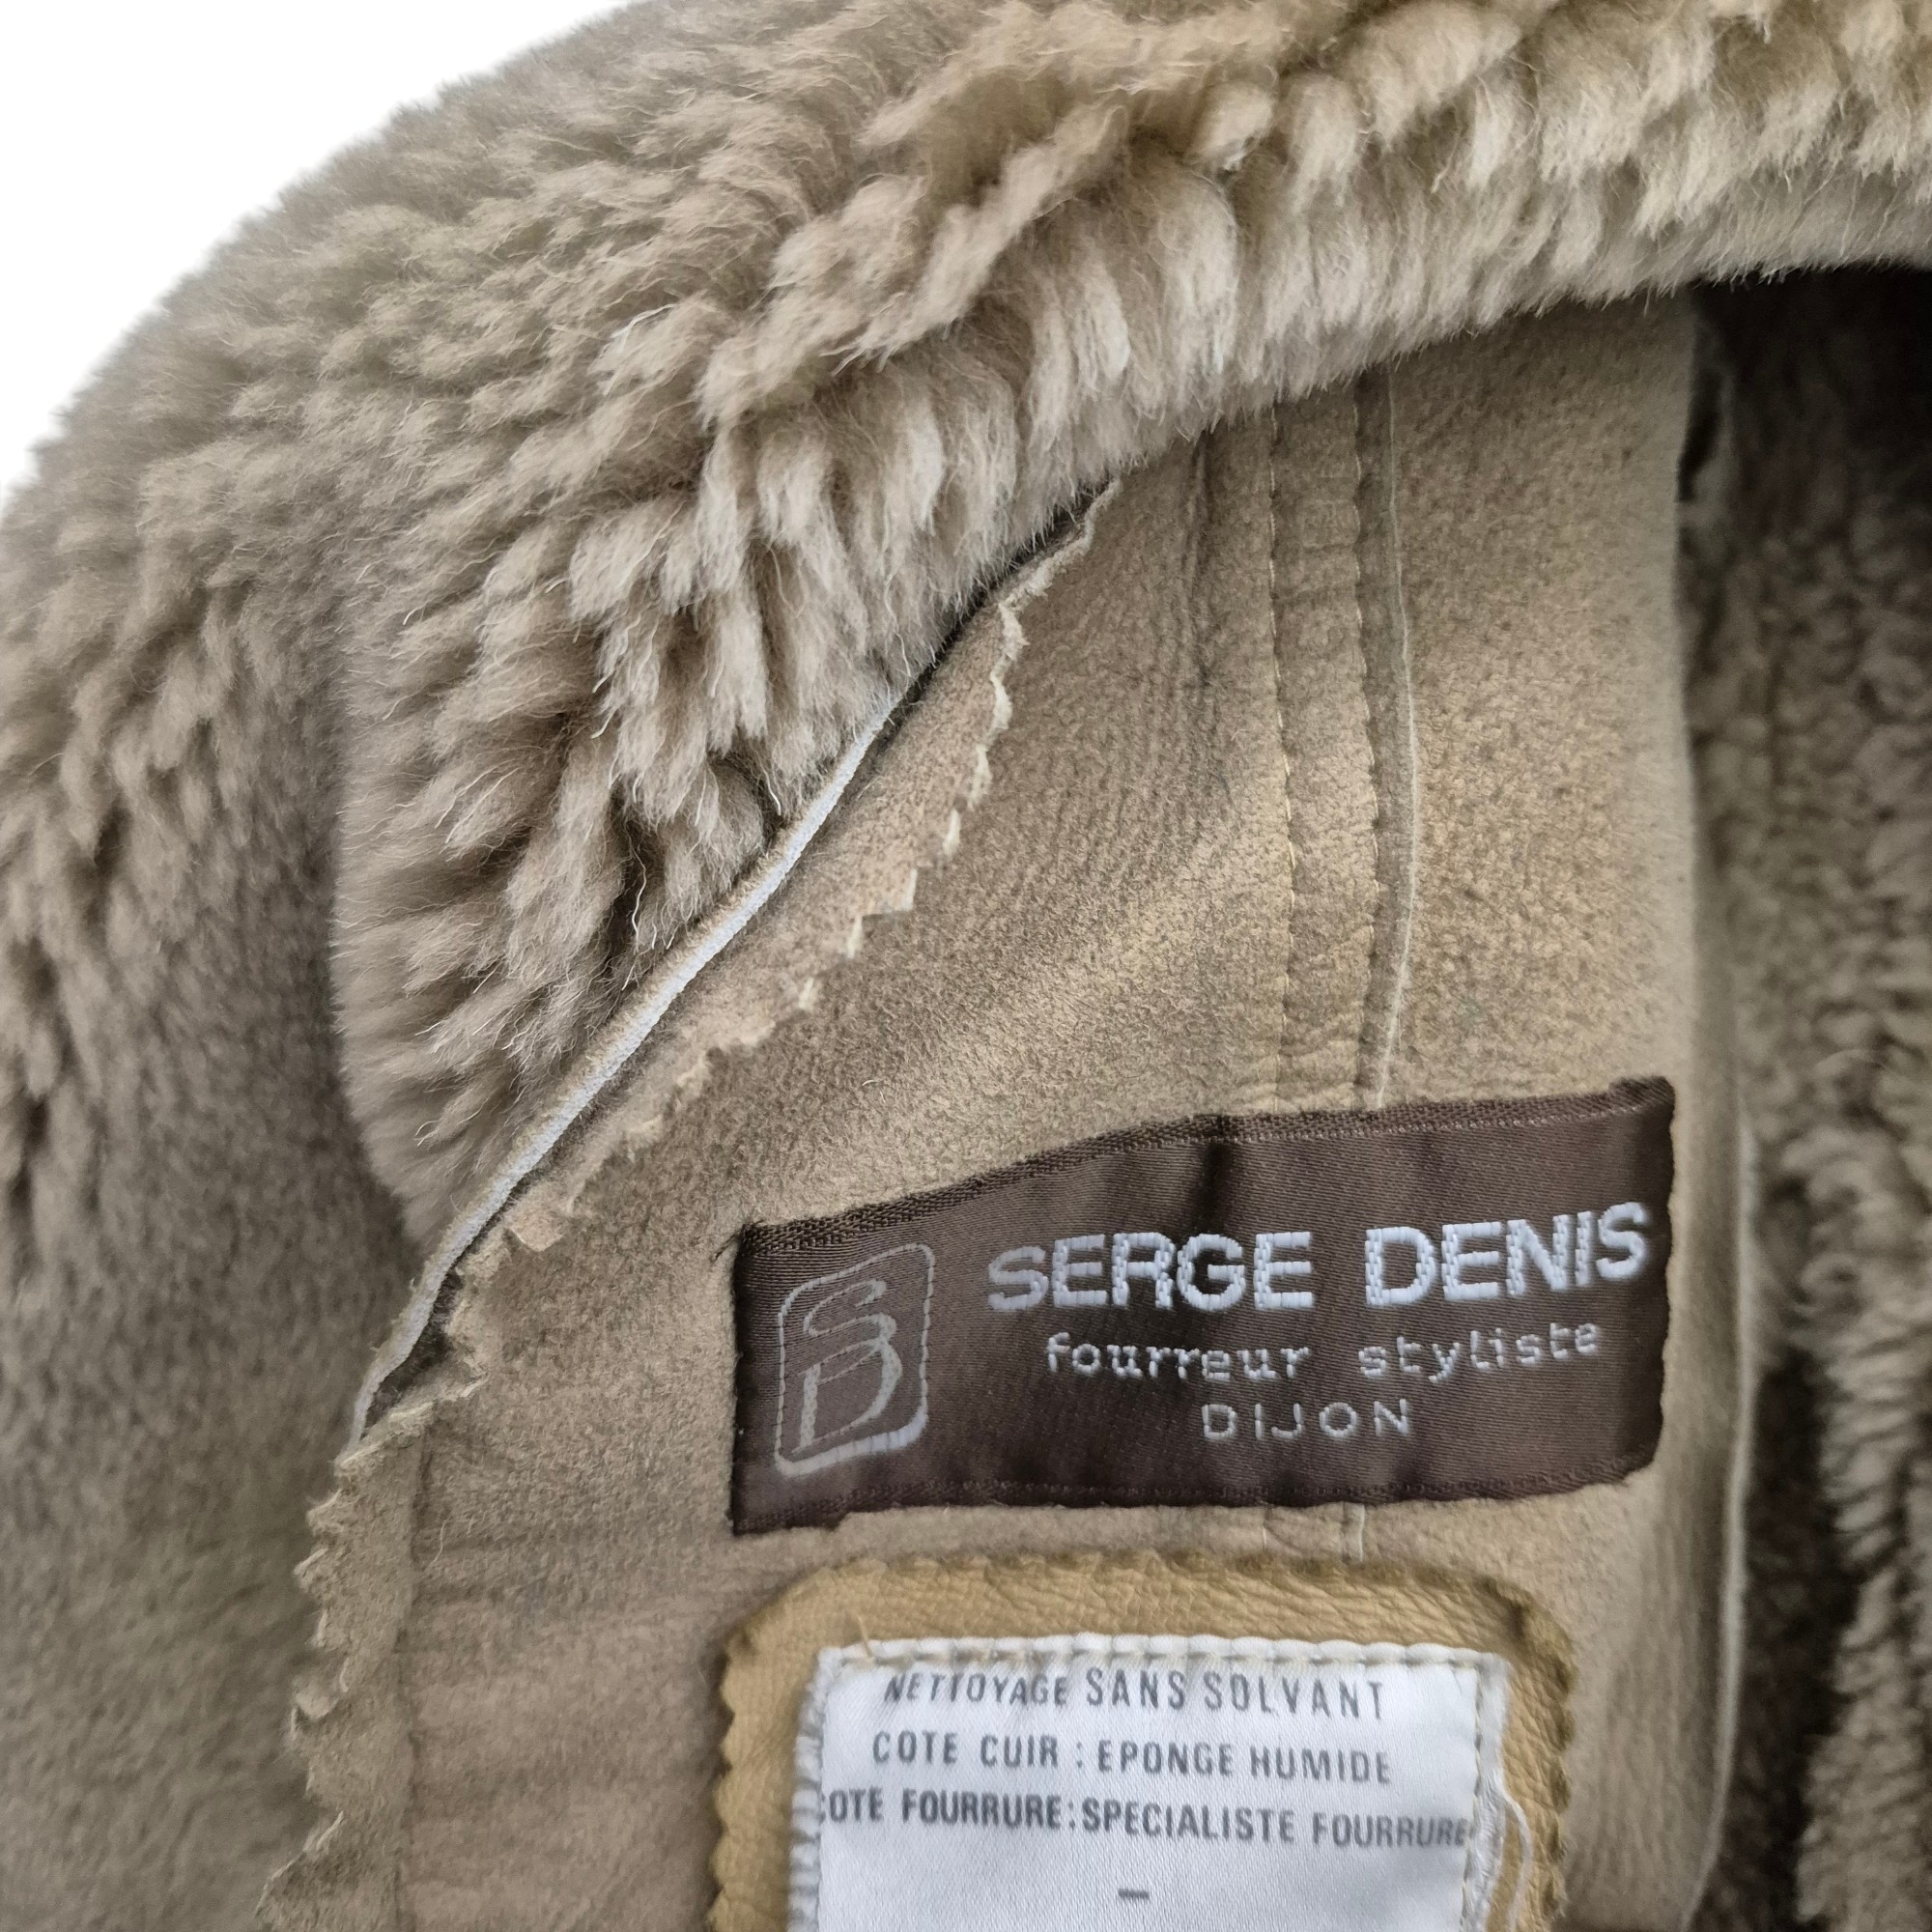 SD
SERGE DENIS
fourreur styliste
DIJON
NETTOYAGE SANS SOLVANT
COTE CUIR : EPONGE HUMIDE
COTE FOURRURE : SPECIALISTE FOURRURE